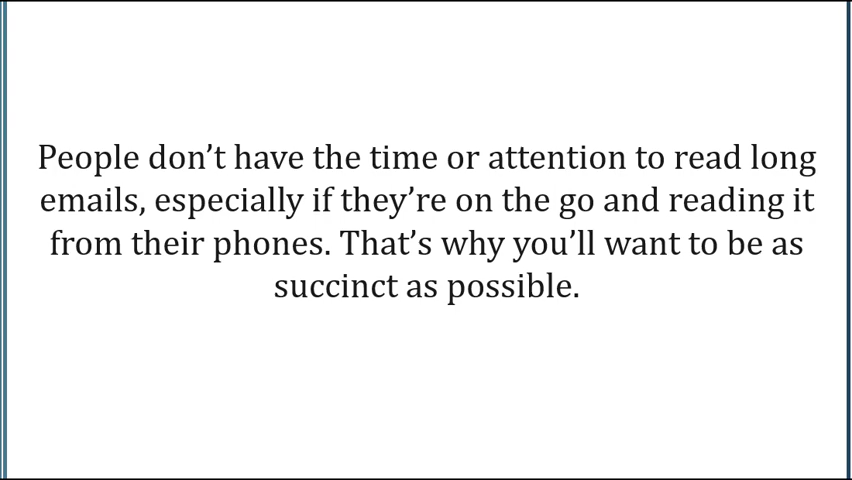 People don’t have the time or attention to read long
emails, especially if they’re on the go and reading it
from their phones. That’s why you’ll want to be as
succinct as possible.